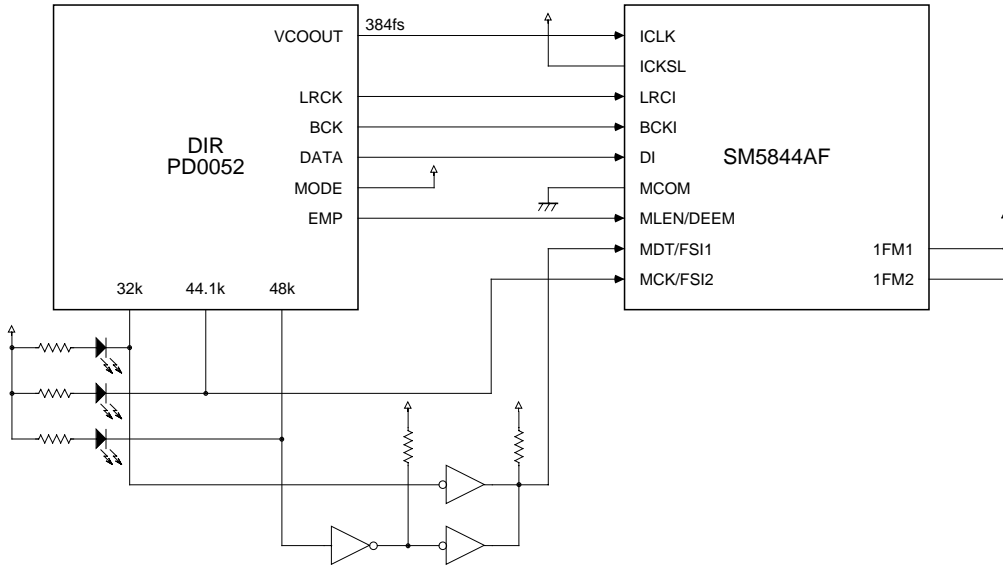 384fs
VCOOUT
LRCK
BCK
DATA
MODE
EMP
DIR
PD0052
32k 44.1k 48k
ICLK
ICKSL
LRCI
BCKI
DI
MCOM
MLEN/DEEM
MDT/FSI1
MCK/FSI2
SM5844AF
1FM1
1FM2